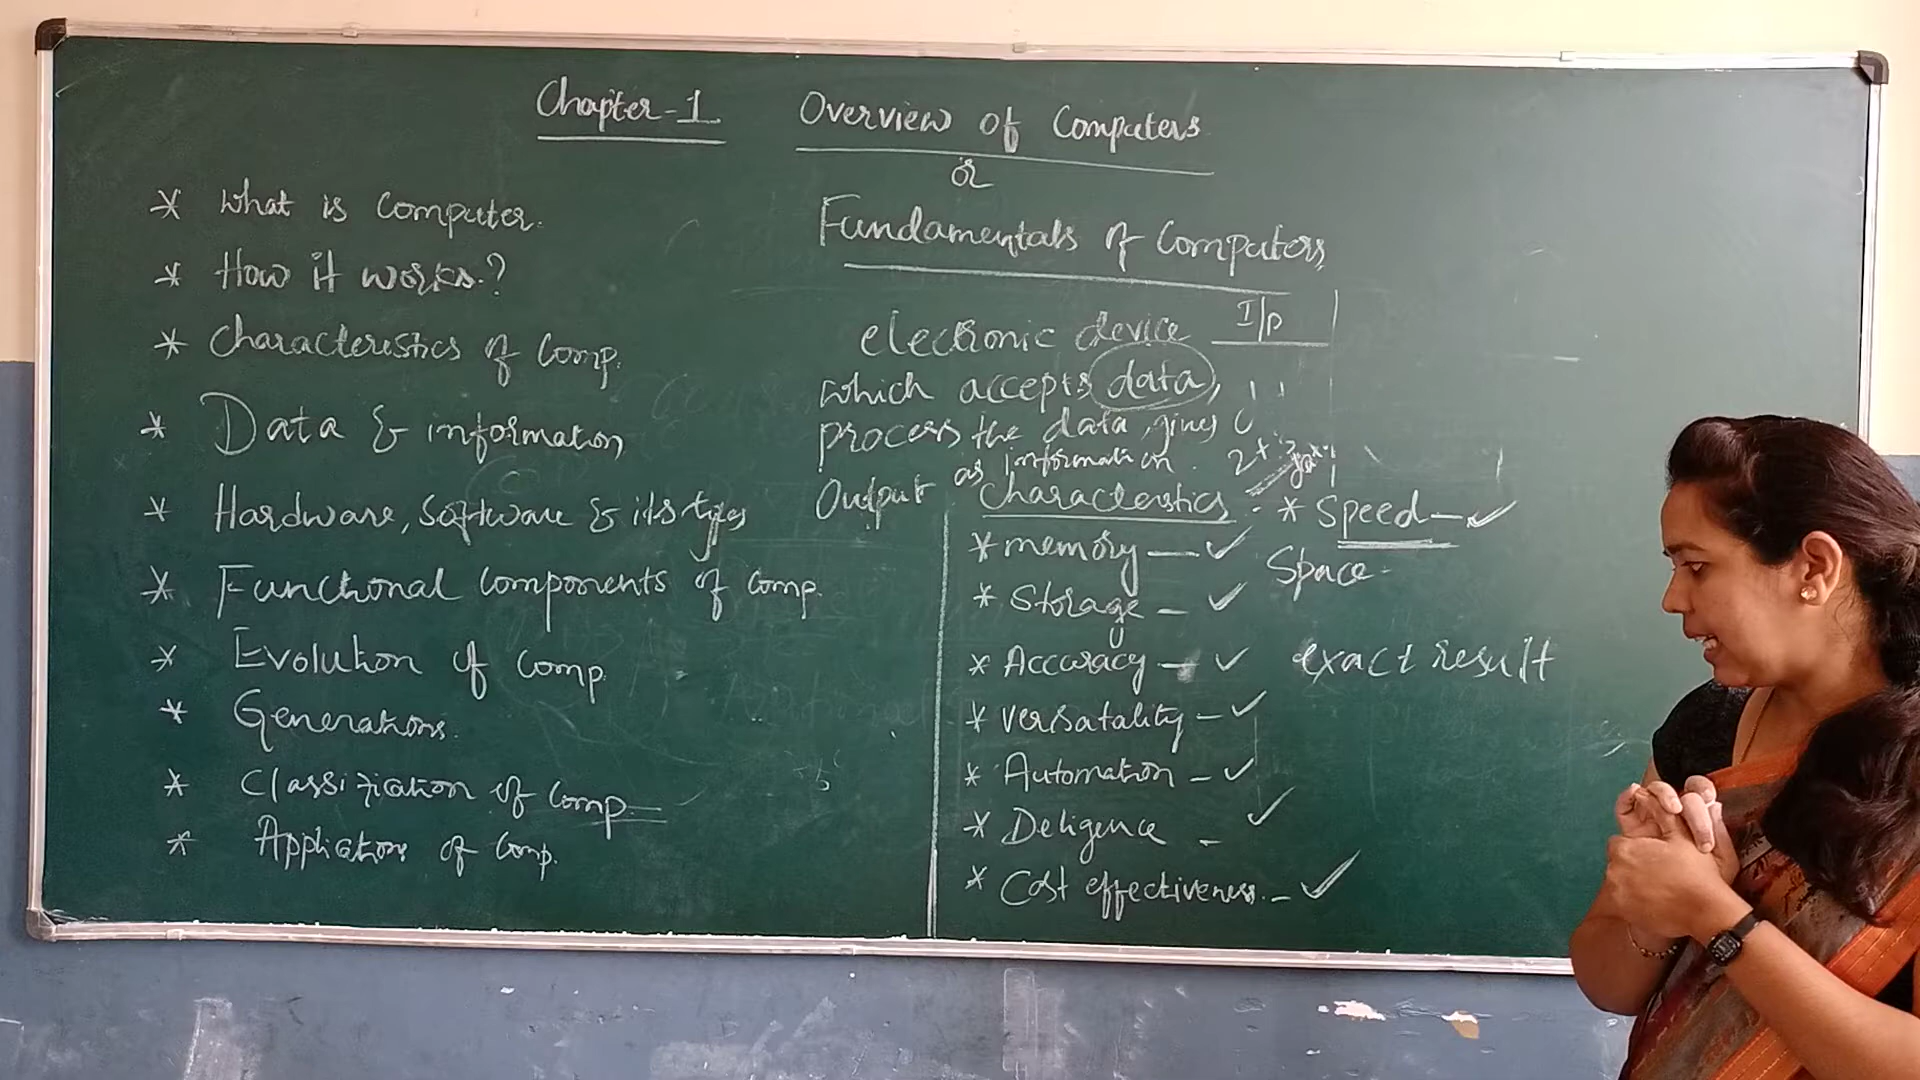 Chapter-1 Overview of Computers
or
Fundamentals of Computers
* What is Computer.
* How it works.?
* Characteristics of Comp.
* Data & information
* Hardware, Software & its types
* Functional components of Comp.
* Evolution of Comp
* Generations.
* Classification of Comp
* Applications of Comp.
electronic device I/p
which accepts data,
process the data, gives
Output as information.
Characteristics * Speed - ✓
* memory - ✓ Space
* Storage - ✓
* Accuracy - ✓ exact result
* versatality - ✓
* Automation - ✓
* Deligence - ✓
* Cost effectiveness. - ✓